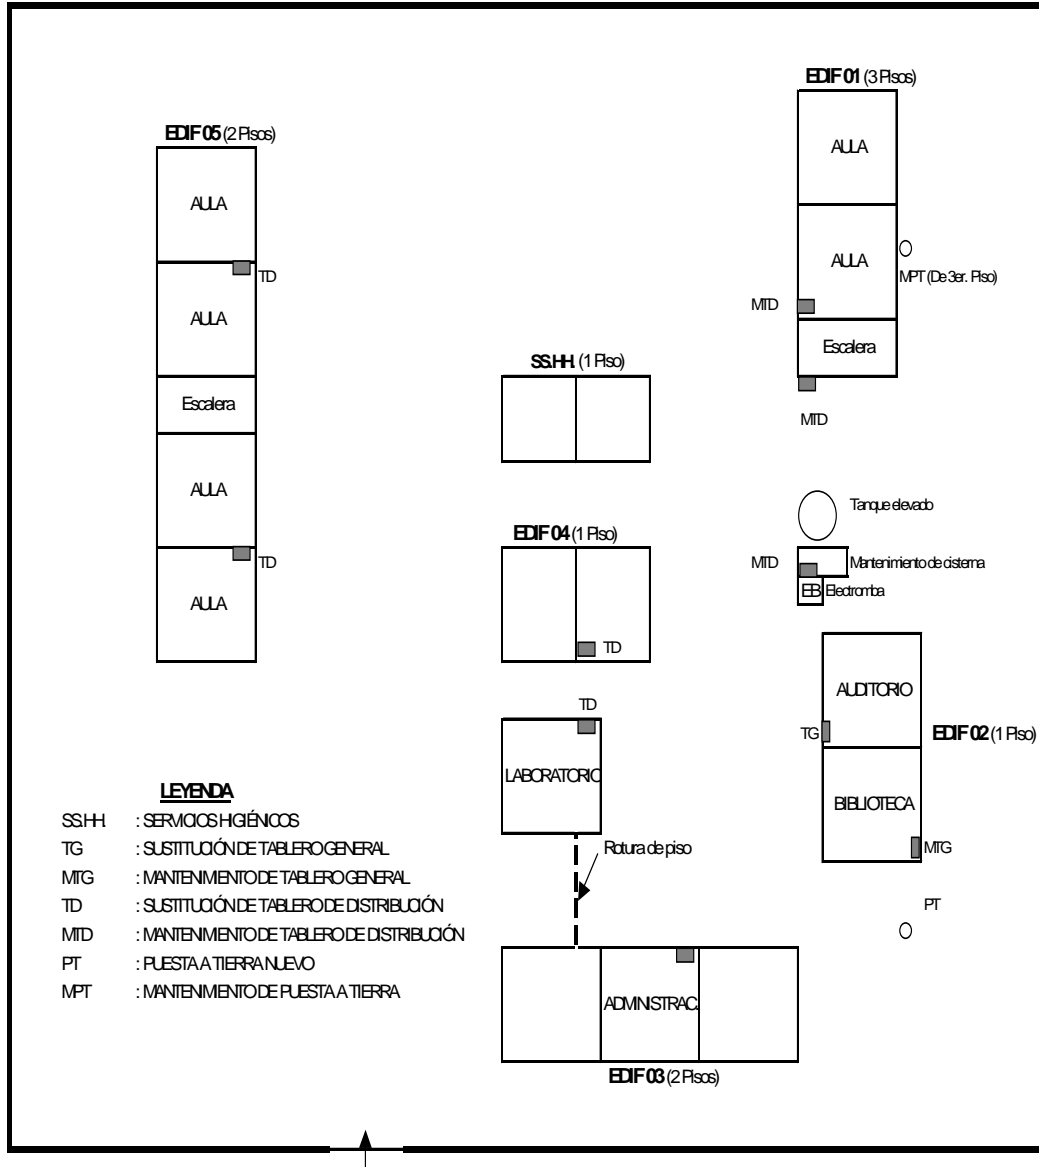 EDIF 01 (3 Pisos)
EDIF 05 (2 Pisos)
AULA
AULA
TD
AULA
Escalera
AULA
TD
AULA
AULA
MPT (De 3er. Piso)
MTD
Escalera
MTD
SS.HH. (1 Piso)
Tanque elevado
EDIF 04 (1 Piso)
MTD
Mantenimiento de cisterna
EB
Electromba
TD
AUDITORIO
TD
TG
EDIF 02 (1 Piso)
LABORATORIO
BIBLIOTECA
MTG
Rotura de piso
PT
LEYENDA
SS.HH. : SERVICIOS HIGIÉNICOS
TG : SUSTITUCIÓN DE TABLERO GENERAL
MTG : MANTENIMIENTO DE TABLERO GENERAL
TD : SUSTITUCIÓN DE TABLERO DE DISTRIBUCIÓN
MTD : MANTENIMIENTO DE TABLERO DE DISTRIBUCIÓN
PT : PUESTA A TIERRA NUEVO
MPT : MANTENIMIENTO DE PUESTA A TIERRA
ADMINISTRAC.
EDIF 03 (2 Pisos)